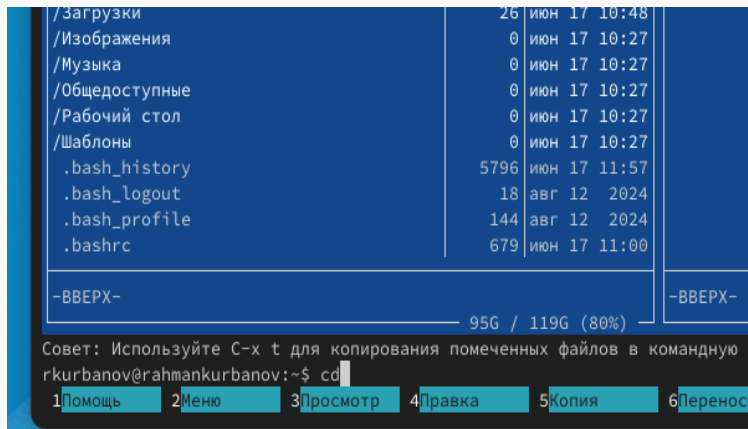 /Загрузки 26 июн 17 10:48
/Изображения 0 июн 17 10:27
/Музыка 0 июн 17 10:27
/Общедоступные 0 июн 17 10:27
/Рабочий стол 0 июн 17 10:27
/Шаблоны 0 июн 17 10:27
.bash_history 5796 июн 17 11:57
.bash_logout 18 авг 12 2024
.bash_profile 144 авг 12 2024
.bashrc 679 июн 17 11:00
-ВВЕРХ- -ВВЕРХ-
95G / 119G (80%)
Совет: Используйте C-x t для копирования помеченных файлов в командную
rkurbanov@rahmankurbanov:~$ cd
1Помощь 2Меню 3Просмотр 4Правка 5Копия 6Перенос